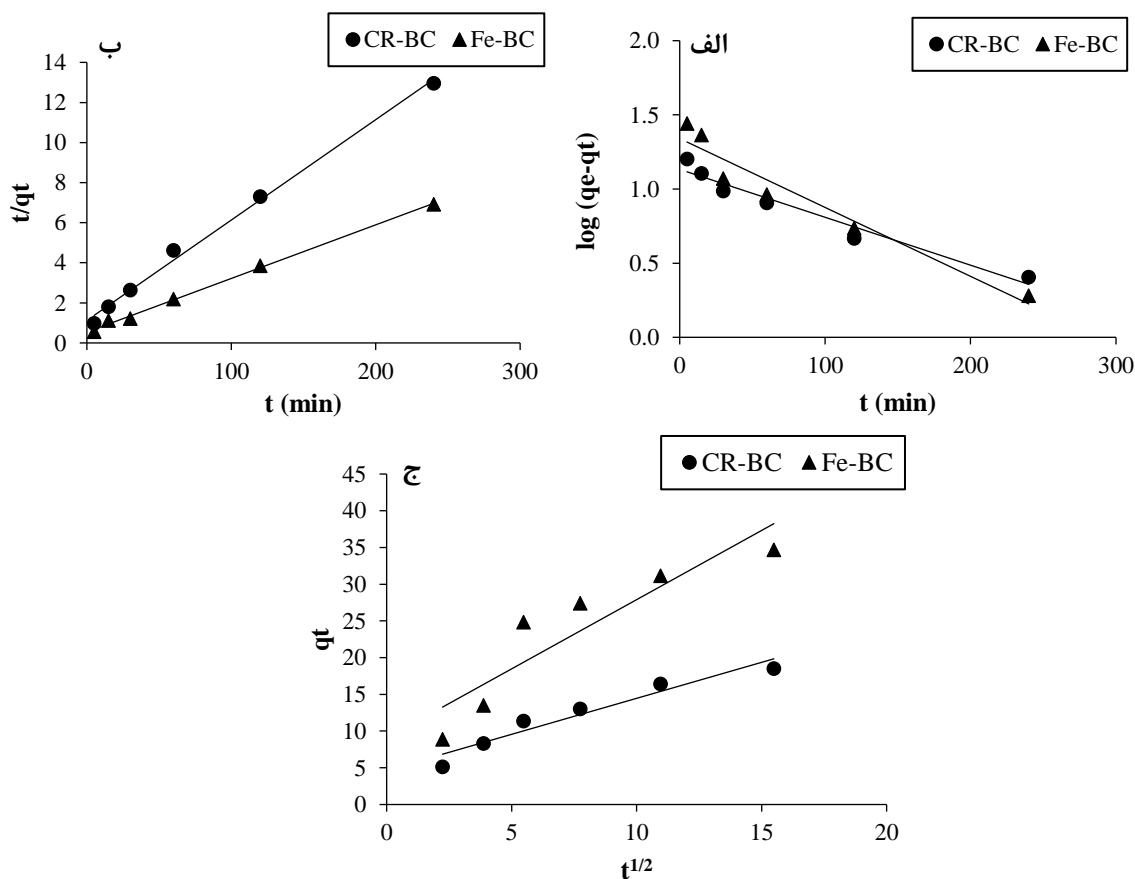 ب
● CR-BC ▲ Fe-BC
14
12
10
8
6
4
2
0
t/qt
0 100 200 300
t (min)
الف
● CR-BC ▲ Fe-BC
2.0
1.5
1.0
0.5
0.0
log (qe-qt)
0 100 200 300
t (min)
ج
● CR-BC ▲ Fe-BC
45
40
35
30
25
20
15
10
5
0
qt
0 5 10 15 20
t^{1/2}